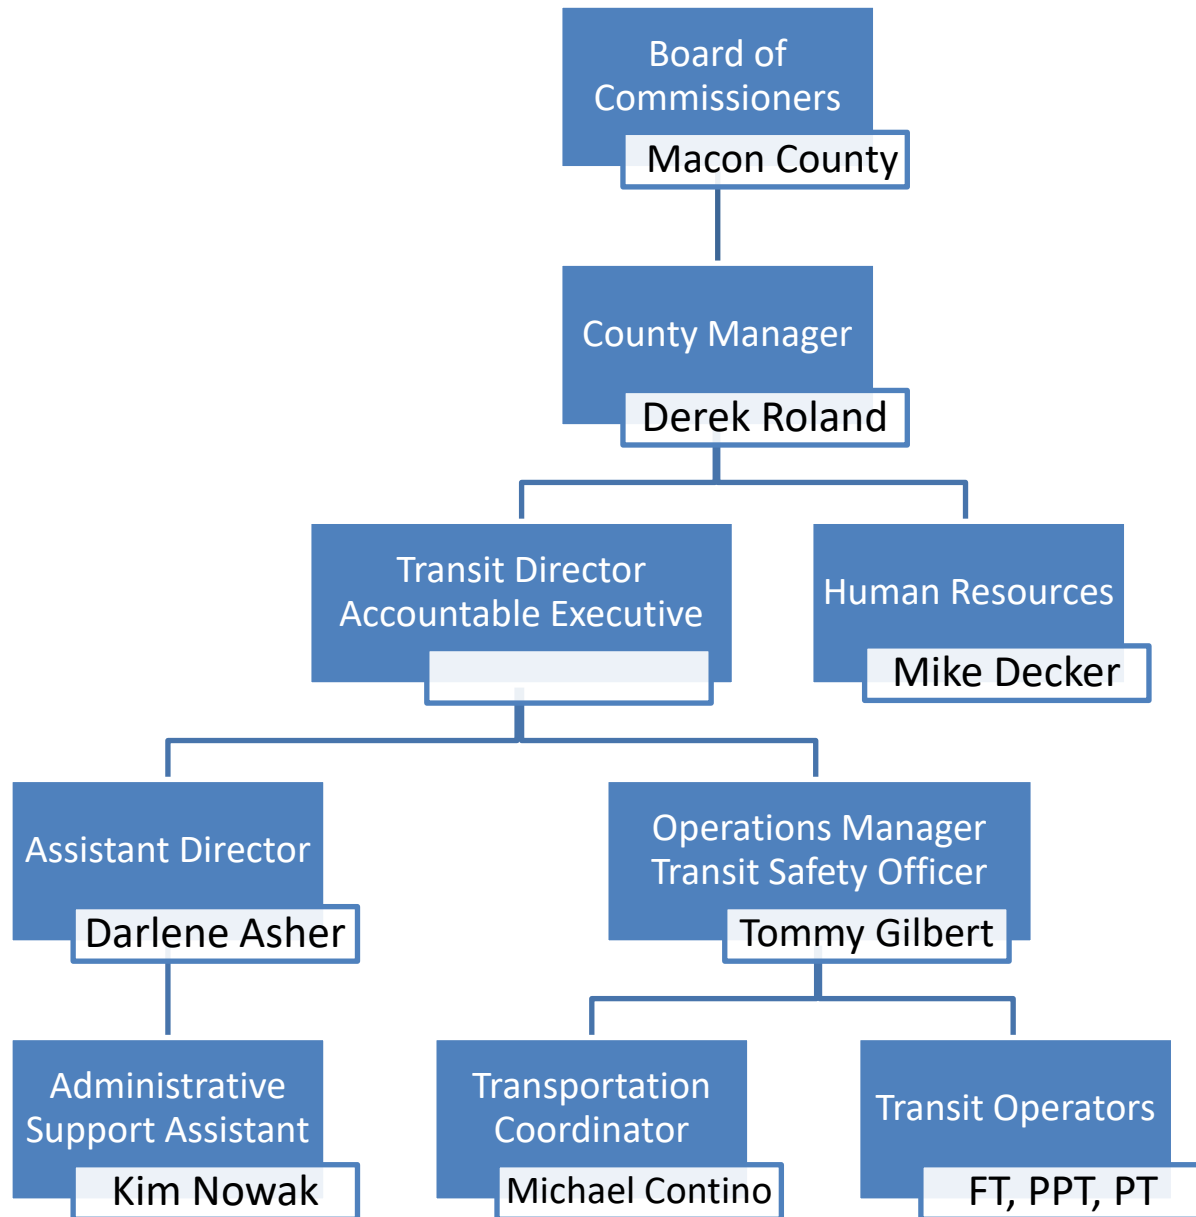 Board of
Commissioners
Macon County
County Manager
Derek Roland
Transit Director
Accountable Executive
Human Resources
Mike Decker
Assistant Director
Darlene Asher
Operations Manager
Transit Safety Officer
Tommy Gilbert
Administrative
Support Assistant
Kim Nowak
Transportation
Coordinator
Michael Contino
Transit Operators
FT, PPT, PT